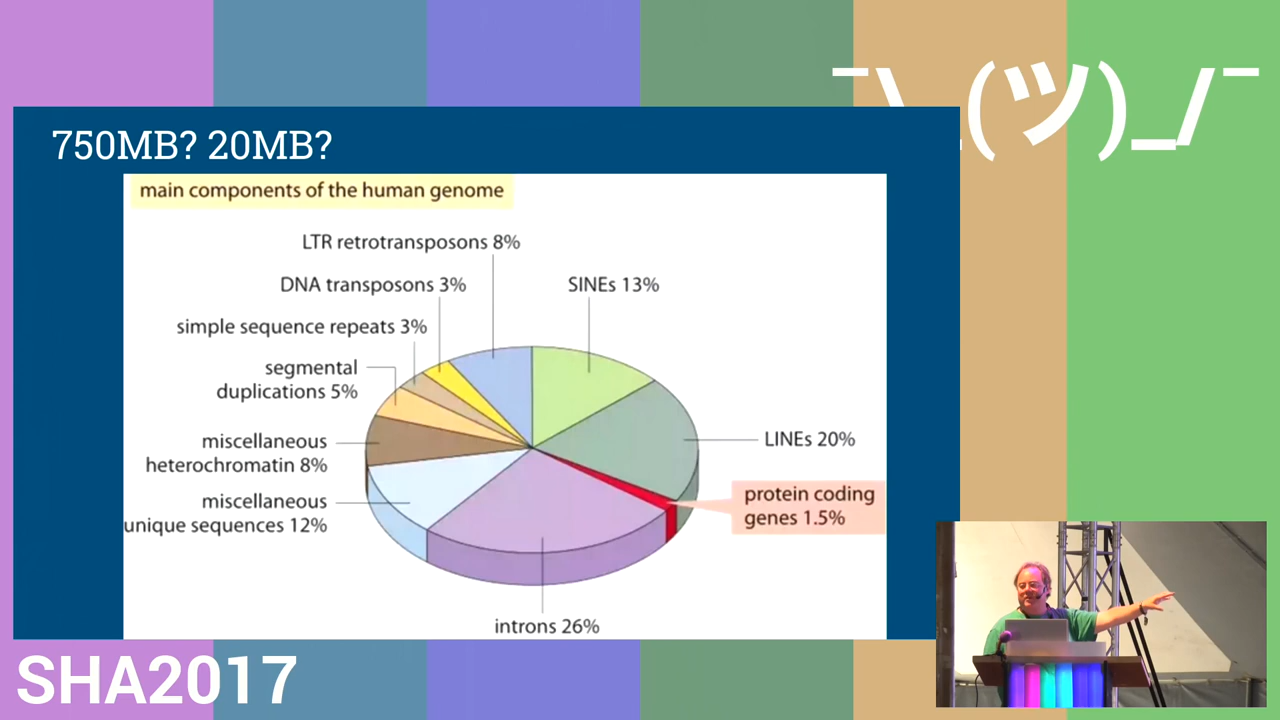 ¯\_(ツ)_/¯
750MB? 20MB?
main components of the human genome
LTR retrotransposons 8%
DNA transposons 3%
SINEs 13%
simple sequence repeats 3%
segmental
duplications 5%
miscellaneous
heterochromatin 8%
LINEs 20%
miscellaneous
unique sequences 12%
protein coding
genes 1.5%
introns 26%
SHA2017